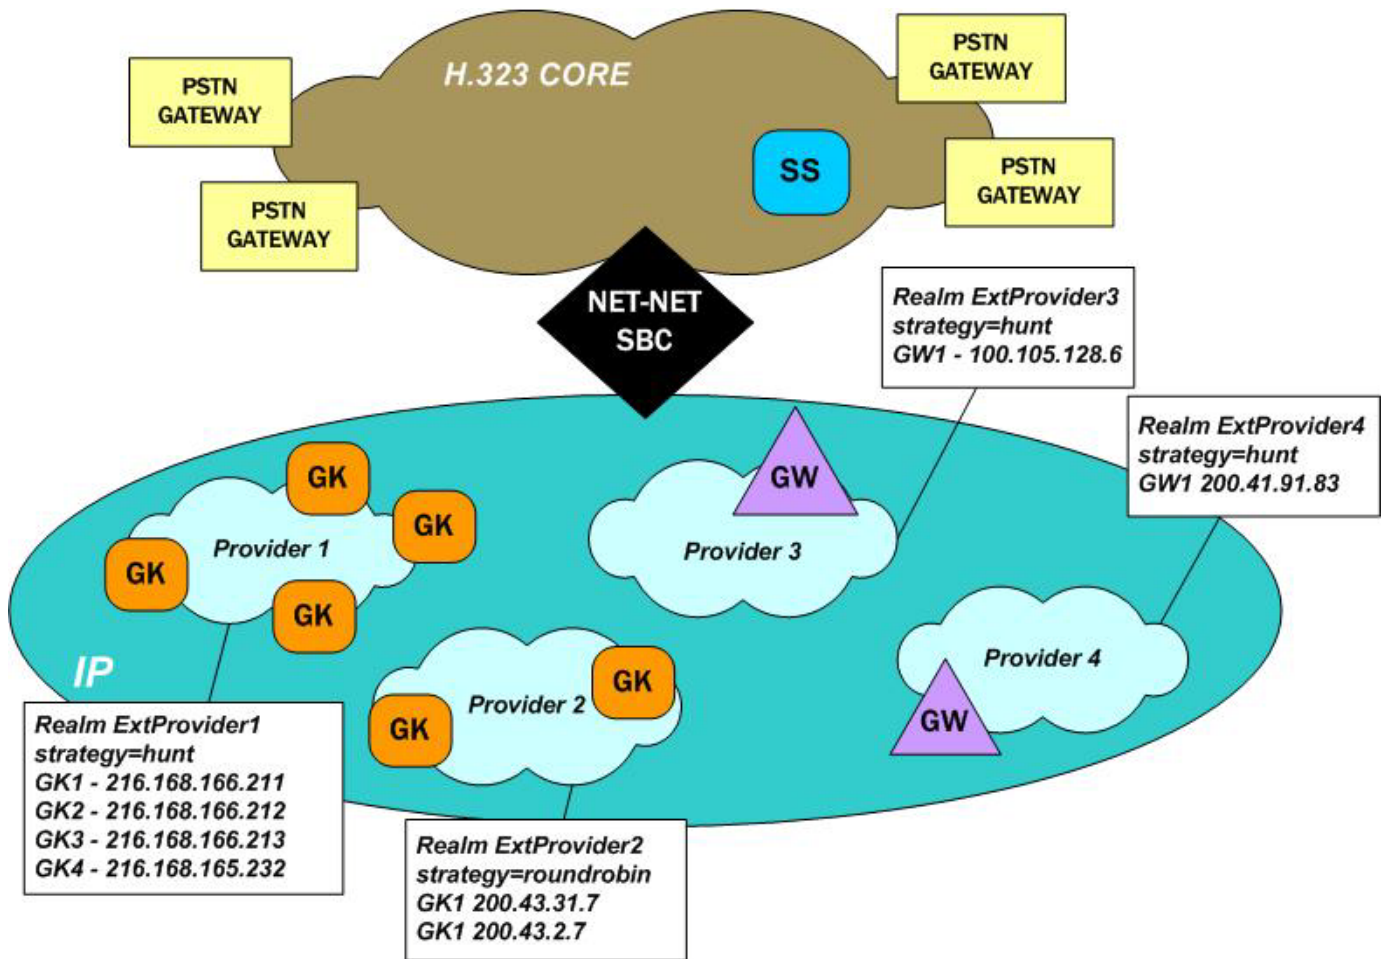 H.323 CORE
PSTN
GATEWAY
PSTN
GATEWAY
PSTN
GATEWAY
PSTN
GATEWAY
SS
NET-NET
SBC
Realm ExtProvider3
strategy=hunt
GW1 - 100.105.128.6
Realm ExtProvider4
strategy=hunt
GW1 200.41.91.83
GK
GK
GK
GK
Provider 1
GW
Provider 3
GK
GK
Provider 2
Provider 4
GW
IP
Realm ExtProvider1
strategy=hunt
GK1 - 216.168.166.211
GK2 - 216.168.166.212
GK3 - 216.168.166.213
GK4 - 216.168.165.232
Realm ExtProvider2
strategy=roundrobin
GK1 200.43.31.7
GK1 200.43.2.7